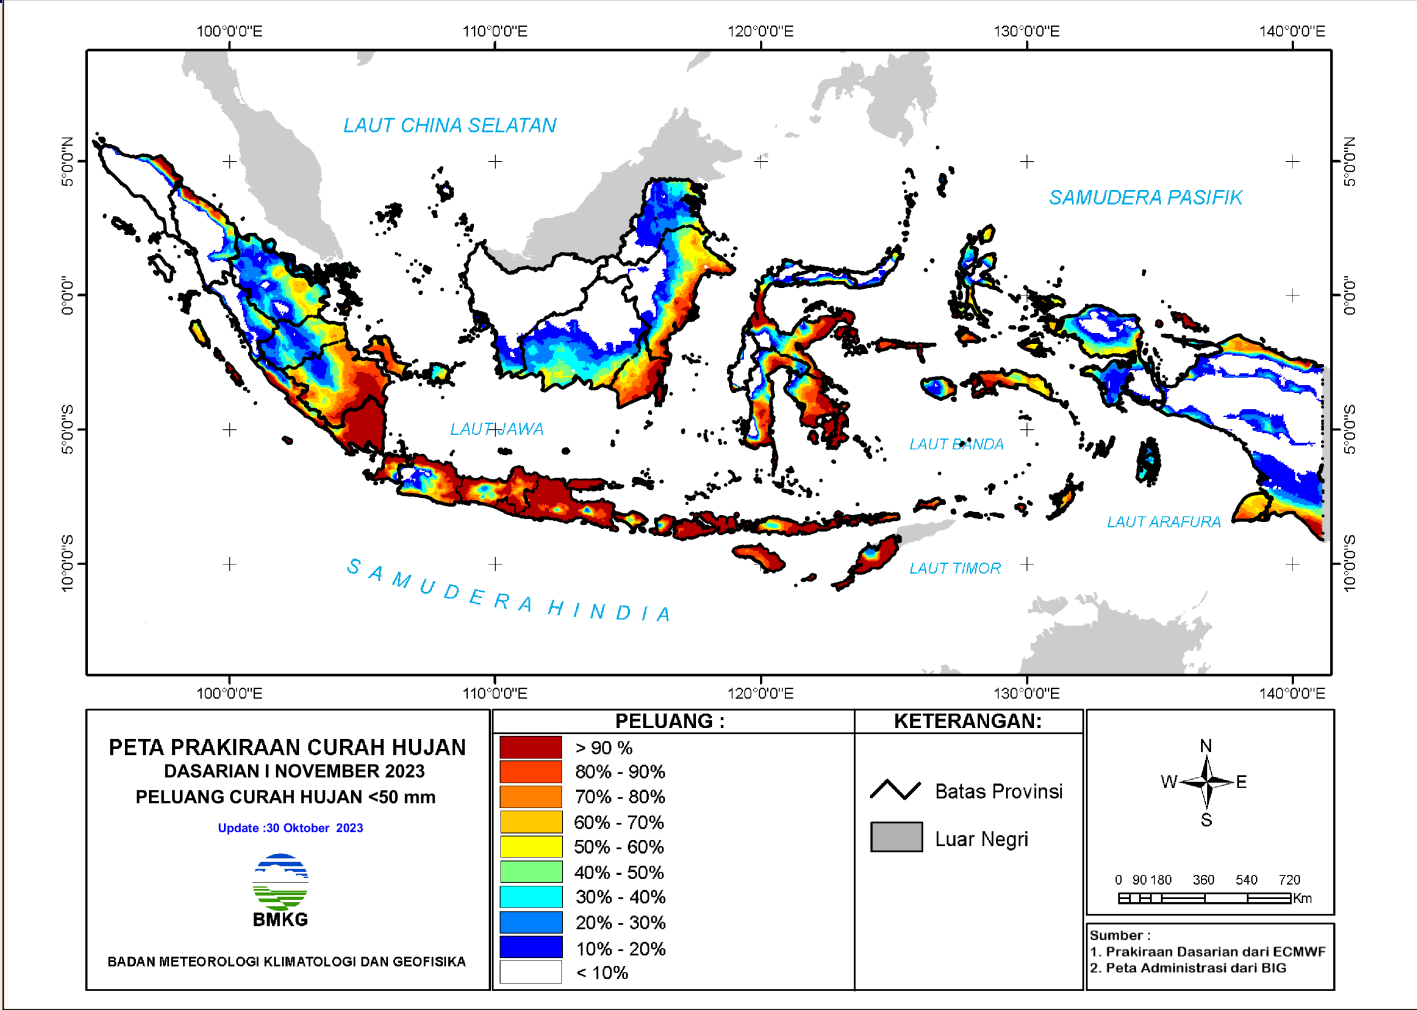 100°0'0"E 110°0'0"E 120°0'0"E 130°0'0"E 140°0'0"E
5°0'0"N
0°0'0"
5°0'0"S
10°0'0"S
LAUT CHINA SELATAN
SAMUDERA PASIFIK
LAUT JAWA
LAUT BANDA
LAUT ARAFURA
LAUT TIMOR
SAMUDERA HINDIA
5°0'0"N
0°0'0"
5°0'0"S
10°0'0"S
100°0'0"E 110°0'0"E 120°0'0"E 130°0'0"E 140°0'0"E
PETA PRAKIRAAN CURAH HUJAN
DASARIAN I NOVEMBER 2023
PELUANG CURAH HUJAN <50 mm
Update :30 Oktober 2023
BMKG
BADAN METEOROLOGI KLIMATOLOGI DAN GEOFISIKA
PELUANG :
> 90 %
80% - 90%
70% - 80%
60% - 70%
50% - 60%
40% - 50%
30% - 40%
20% - 30%
10% - 20%
< 10%
KETERANGAN:
Batas Provinsi
Luar Negri
N
W E
S
0 90 180 360 540 720
Km
Sumber :
1. Prakiraan Dasarian dari ECMWF
2. Peta Administrasi dari BIG